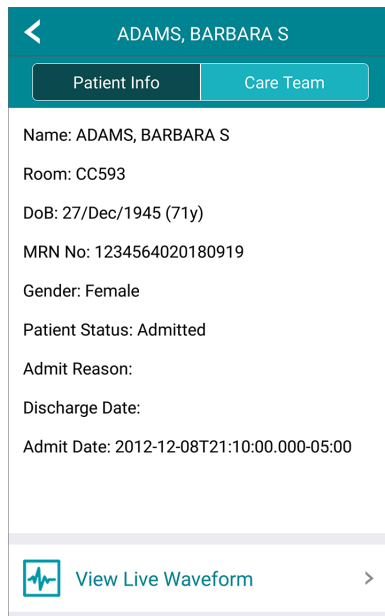 ADAMS, BARBARA S
Patient Info Care Team
Name: ADAMS, BARBARA S
Room: CC593
DoB: 27/Dec/1945 (71y)
MRN No: 1234564020180919
Gender: Female
Patient Status: Admitted
Admit Reason:
Discharge Date:
Admit Date: 2012-12-08T21:10:00.000-05:00
View Live Waveform